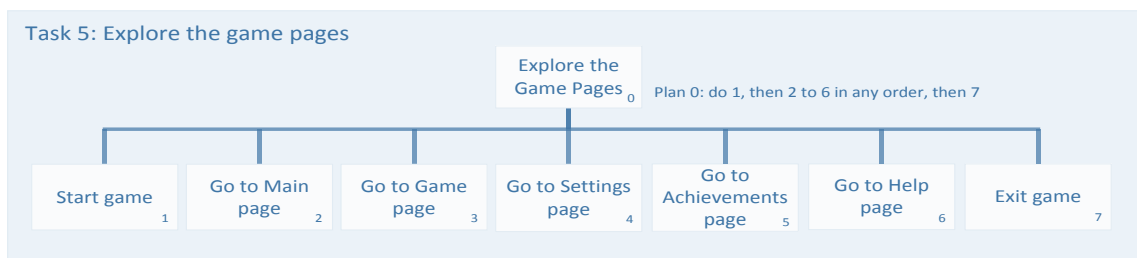 Task 5: Explore the game pages
Explore the
Game Pages 0
Plan 0: do 1, then 2 to 6 in any order, then 7
Start game
1
Go to Main
page
2
Go to Game
page
3
Go to Settings
page
4
Go to
Achievements
page
5
Go to Help
page
6
Exit game
7